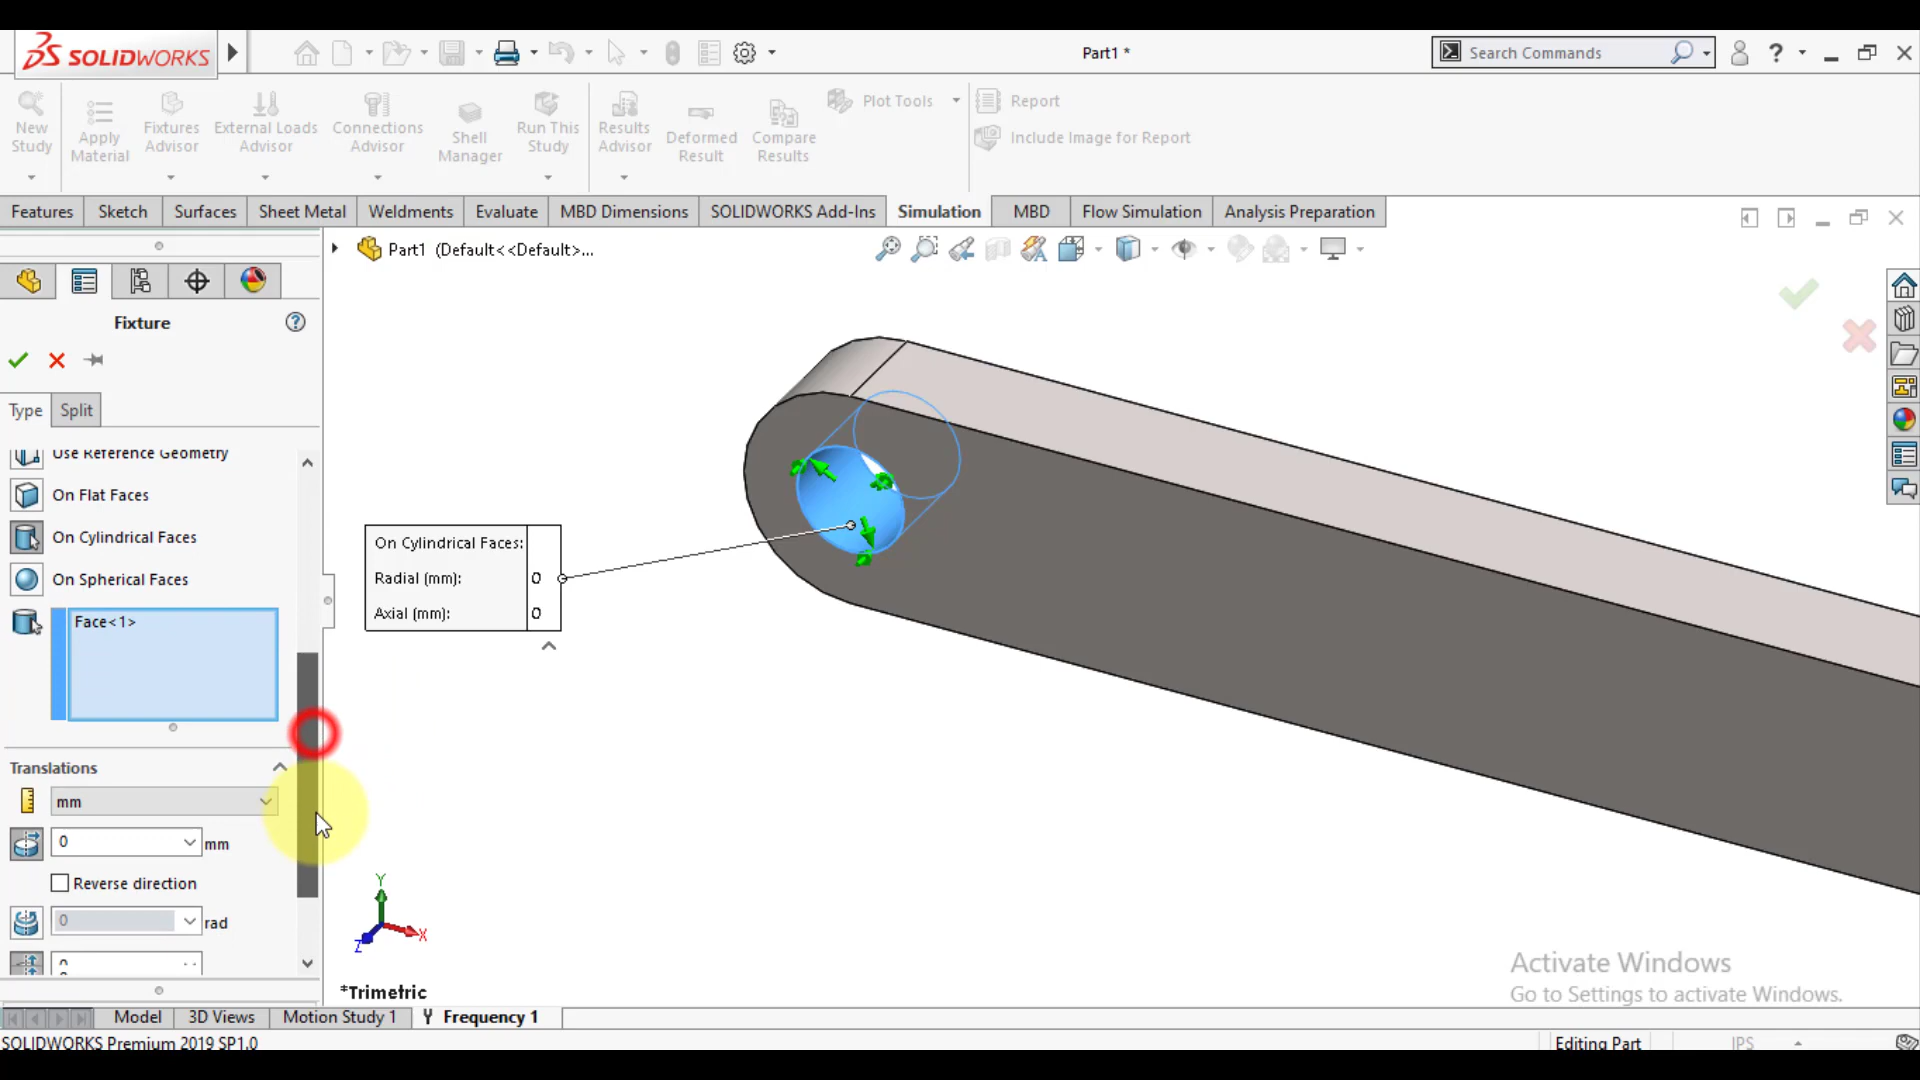 SOLIDWORKS
Part1 *
Search Commands
New Study
Apply Material
Fixtures Advisor
External Loads Advisor
Connections Advisor
Shell Manager
Run This Study
Results Advisor
Deformed Result
Compare Results
Plot Tools
Report
Include Image for Report
Features
Sketch
Surfaces
Sheet Metal
Weldments
Evaluate
MBD Dimensions
SOLIDWORKS Add-Ins
Simulation
MBD
Flow Simulation
Analysis Preparation
Part1 (Default<<Default>...
Fixture
Type
Split
Use Reference Geometry
On Flat Faces
On Cylindrical Faces
On Spherical Faces
Face<1>
Translations
mm
0 mm
Reverse direction
0 rad
On Cylindrical Faces:
Radial (mm): 0
Axial (mm): 0
Y
X
Z
*Trimetric
Activate Windows
Go to Settings to activate Windows.
Model
3D Views
Motion Study 1
Frequency 1
SOLIDWORKS Premium 2019 SP1.0
Editing Part
IPS